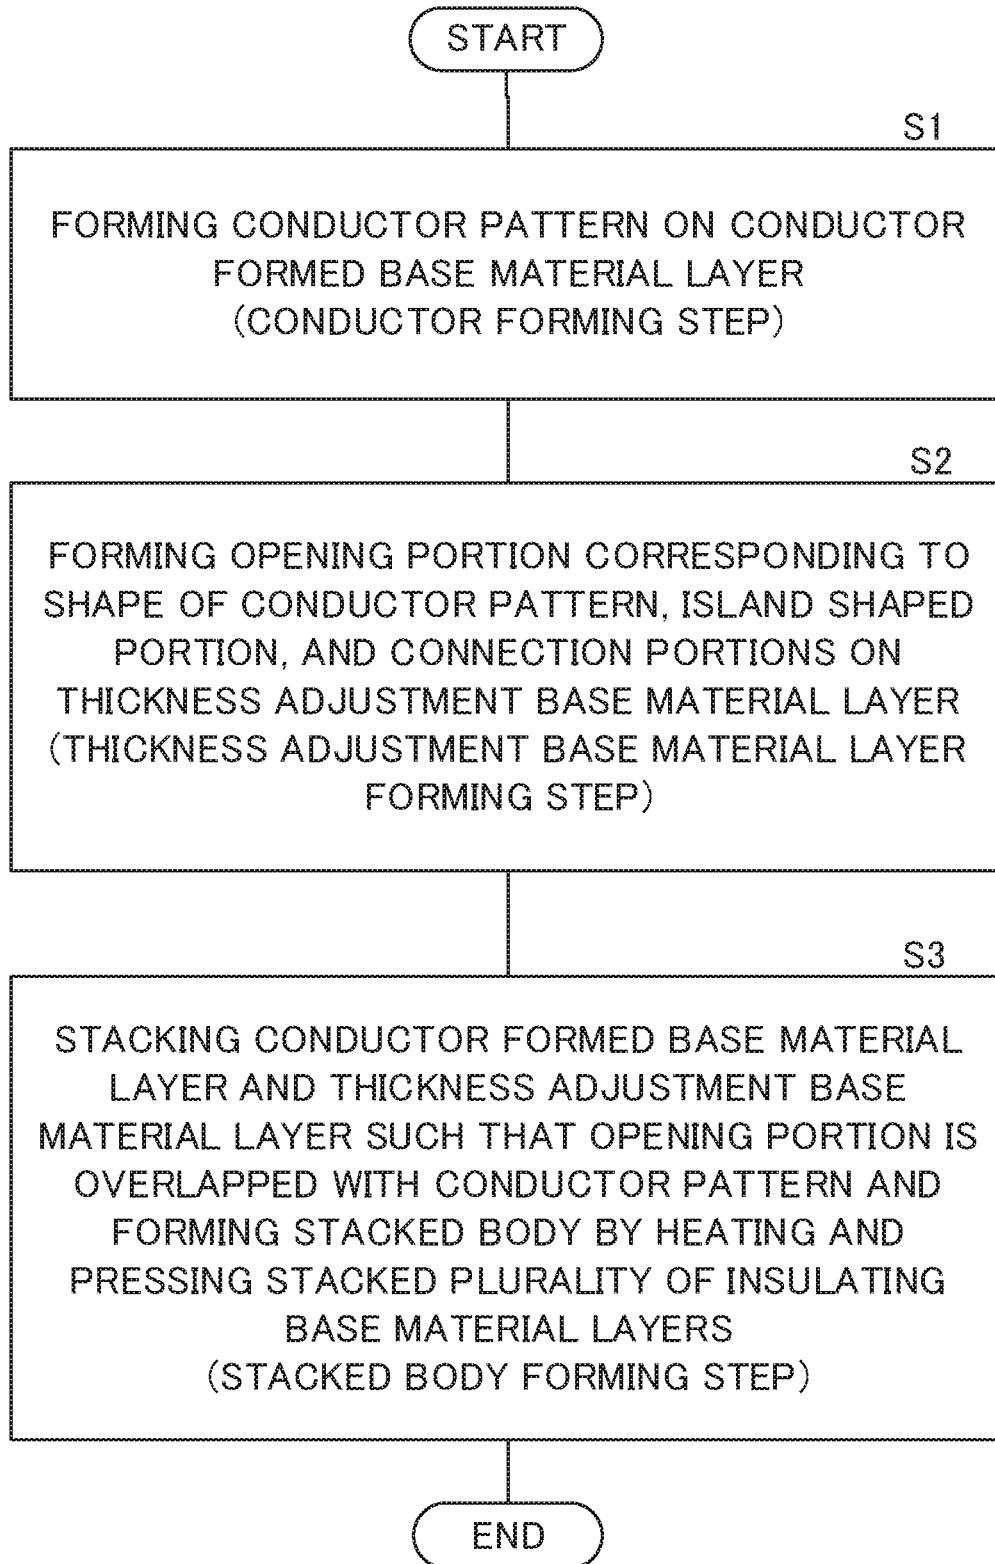 START
S1
FORMING CONDUCTOR PATTERN ON CONDUCTOR
FORMED BASE MATERIAL LAYER
(CONDUCTOR FORMING STEP)
S2
FORMING OPENING PORTION CORRESPONDING TO
SHAPE OF CONDUCTOR PATTERN, ISLAND SHAPED
PORTION, AND CONNECTION PORTIONS ON
THICKNESS ADJUSTMENT BASE MATERIAL LAYER
(THICKNESS ADJUSTMENT BASE MATERIAL LAYER
FORMING STEP)
S3
STACKING CONDUCTOR FORMED BASE MATERIAL
LAYER AND THICKNESS ADJUSTMENT BASE
MATERIAL LAYER SUCH THAT OPENING PORTION IS
OVERLAPPED WITH CONDUCTOR PATTERN AND
FORMING STACKED BODY BY HEATING AND
PRESSING STACKED PLURALITY OF INSULATING
BASE MATERIAL LAYERS
(STACKED BODY FORMING STEP)
END